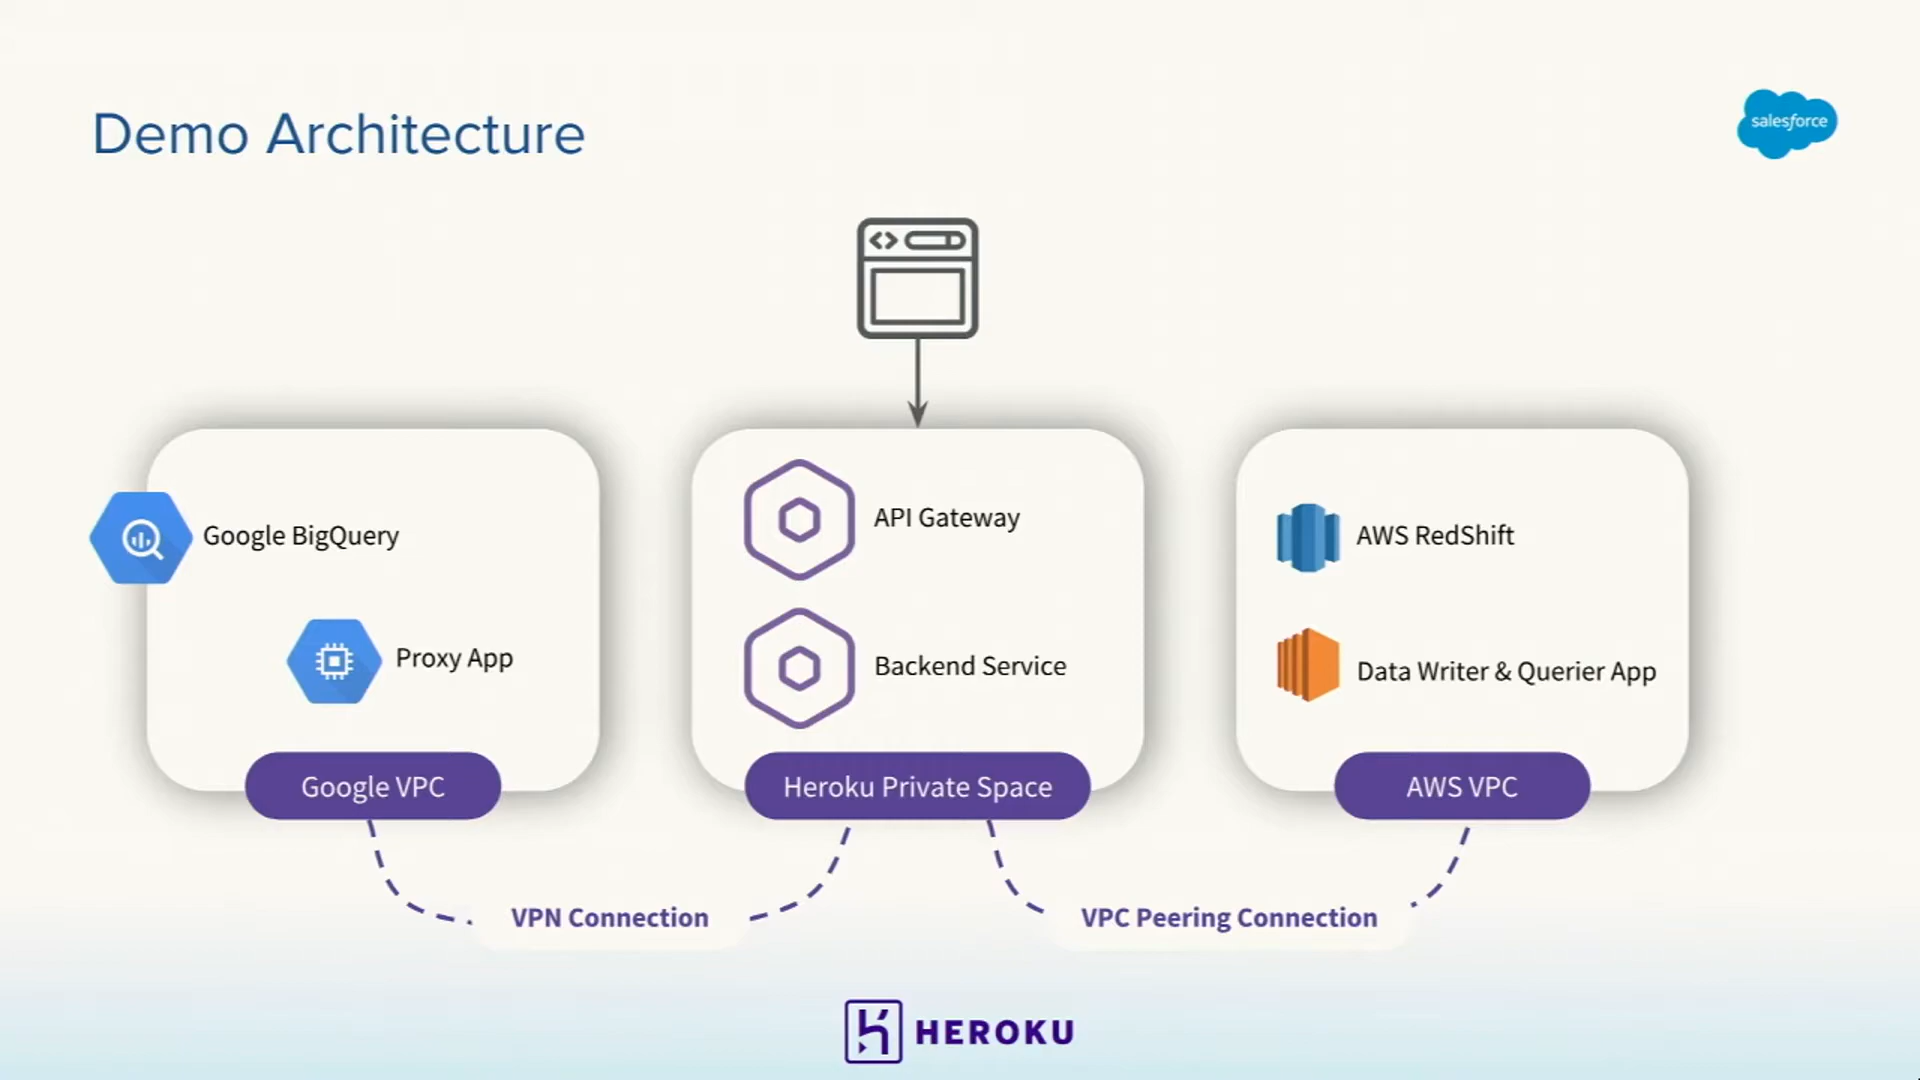 Demo Architecture
salesforce
Google BigQuery
Proxy App
Google VPC
API Gateway
Backend Service
Heroku Private Space
AWS RedShift
Data Writer & Querier App
AWS VPC
VPN Connection
VPC Peering Connection
HEROKU